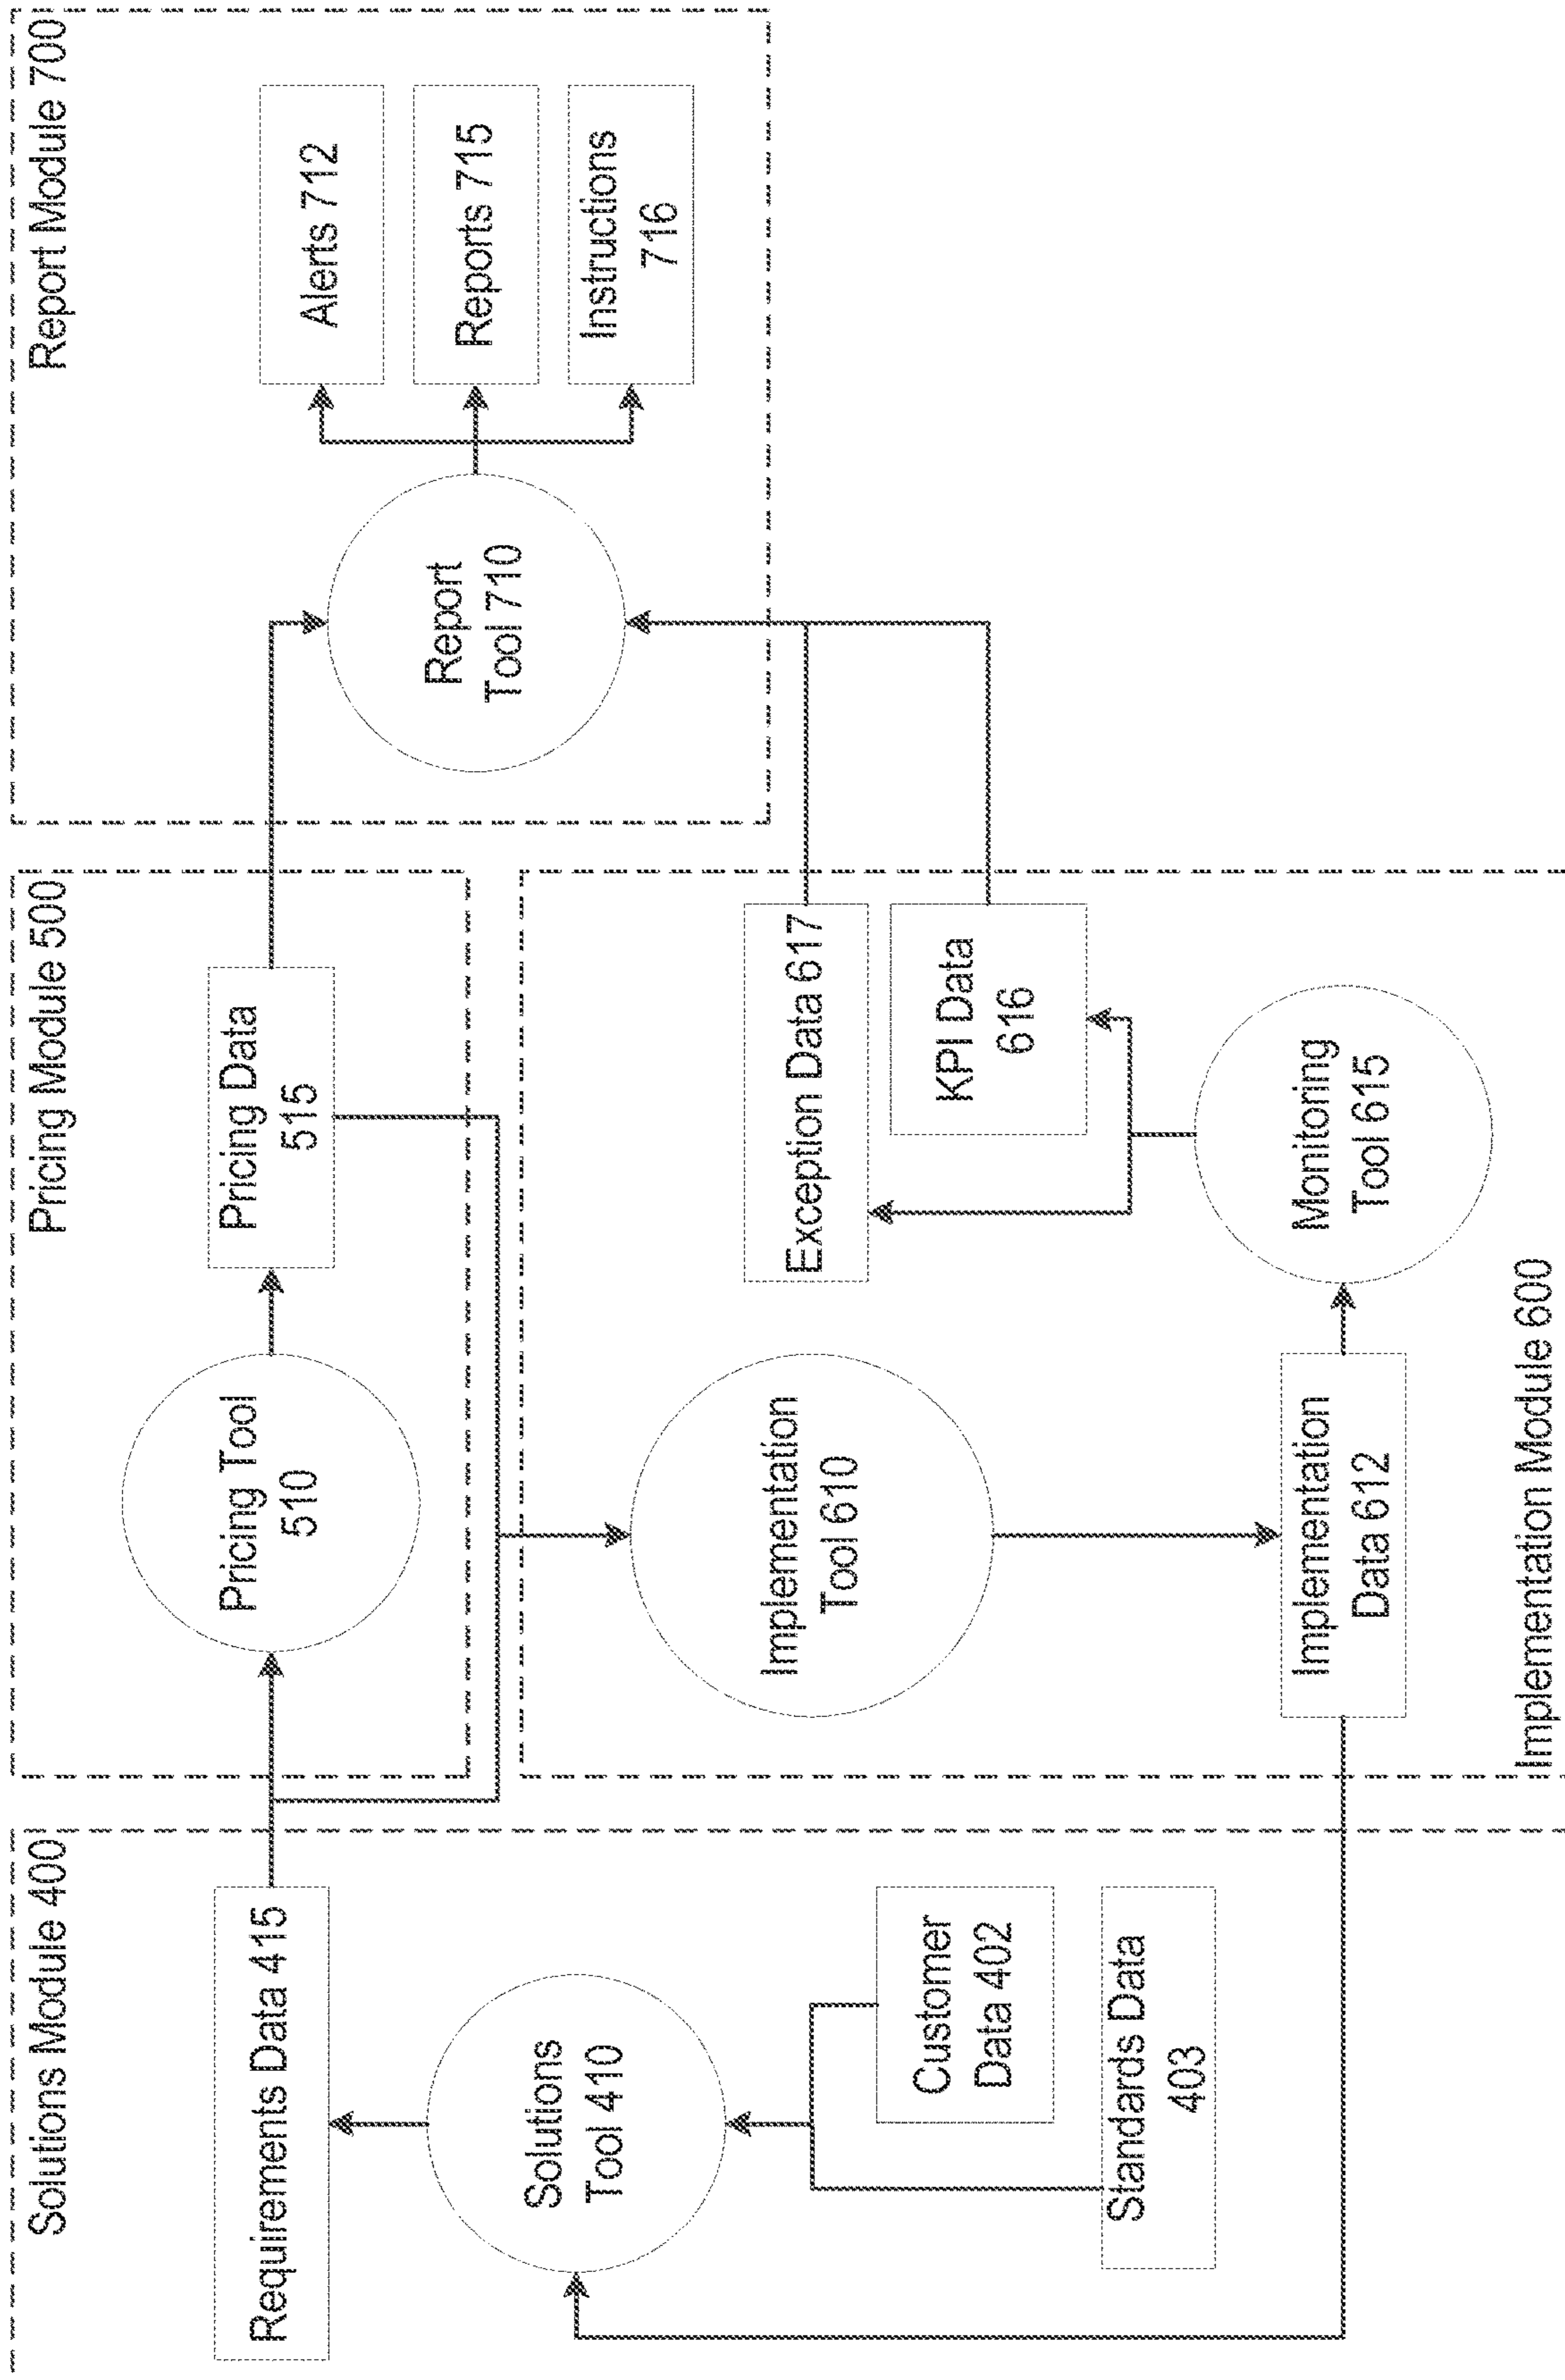 Solutions Module 400
Requirements Data 415
Solutions
Tool 410
Customer
Data 402
Standards Data
403
Pricing Module 500
Pricing Tool
510
Pricing Data
515
Implementation
Tool 610
Implementation
Data 612
Exception Data 617
KPI Data
616
Monitoring
Tool 615
Implementation Module 600
Report Module 700
Report
Tool 710
Alerts 712
Reports 715
Instructions
716